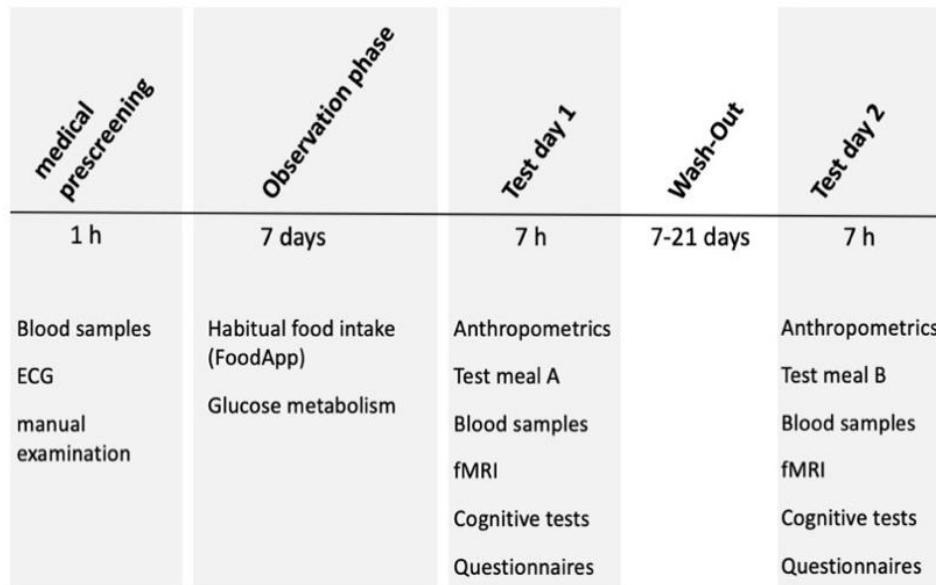 medical
prescreening
Observation phase
Test day 1
Wash-Out
Test day 2
1 h
7 days
7 h
7-21 days
7 h
Blood samples
ECG
manual
examination
Habitual food intake
(FoodApp)
Glucose metabolism
Anthropometrics
Test meal A
Blood samples
fMRI
Cognitive tests
Questionnaires
Anthropometrics
Test meal B
Blood samples
fMRI
Cognitive tests
Questionnaires